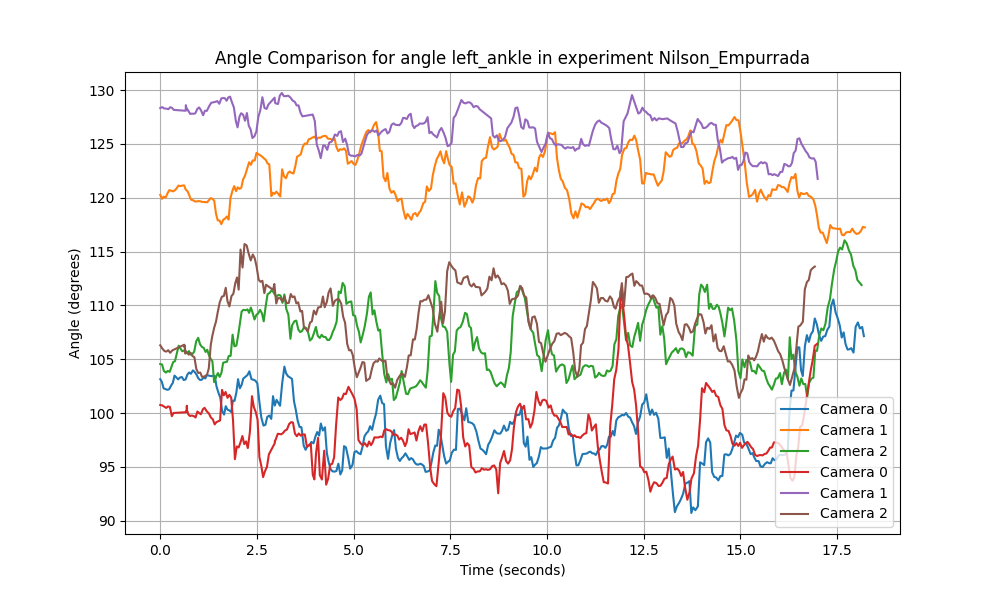 Angle Comparison for angle left_ankle in experiment Nilson_Empurrada
Angle (degrees)
130
125
120
115
110
105
100
95
90
0.0 2.5 5.0 7.5 10.0 12.5 15.0 17.5
Time (seconds)
Camera 0
Camera 1
Camera 2
Camera 0
Camera 1
Camera 2